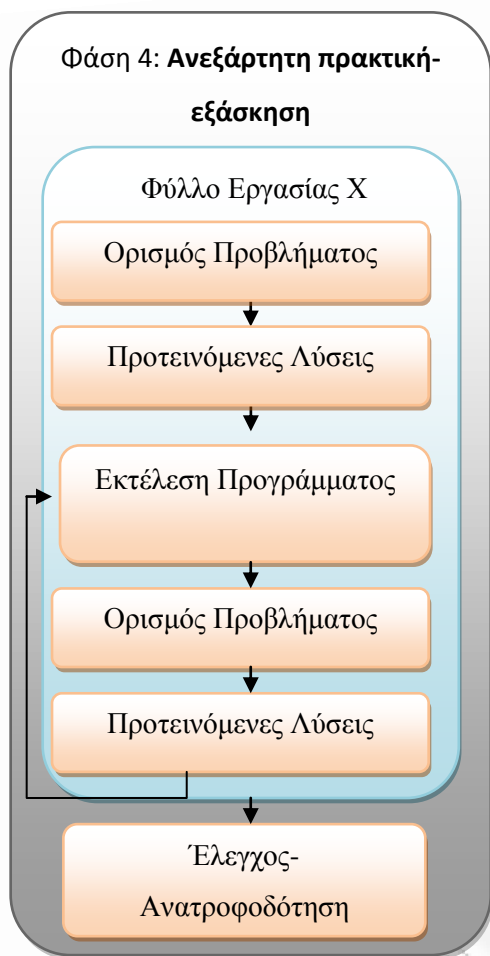 Φάση 4: Ανεξάρτητη πρακτική-
εξάσκηση
Φύλλο Εργασίας Χ
Ορισμός Προβλήματος
Προτεινόμενες Λύσεις
Εκτέλεση Προγράμματος
Ορισμός Προβλήματος
Προτεινόμενες Λύσεις
Έλεγχος-
Ανατροφοδότηση